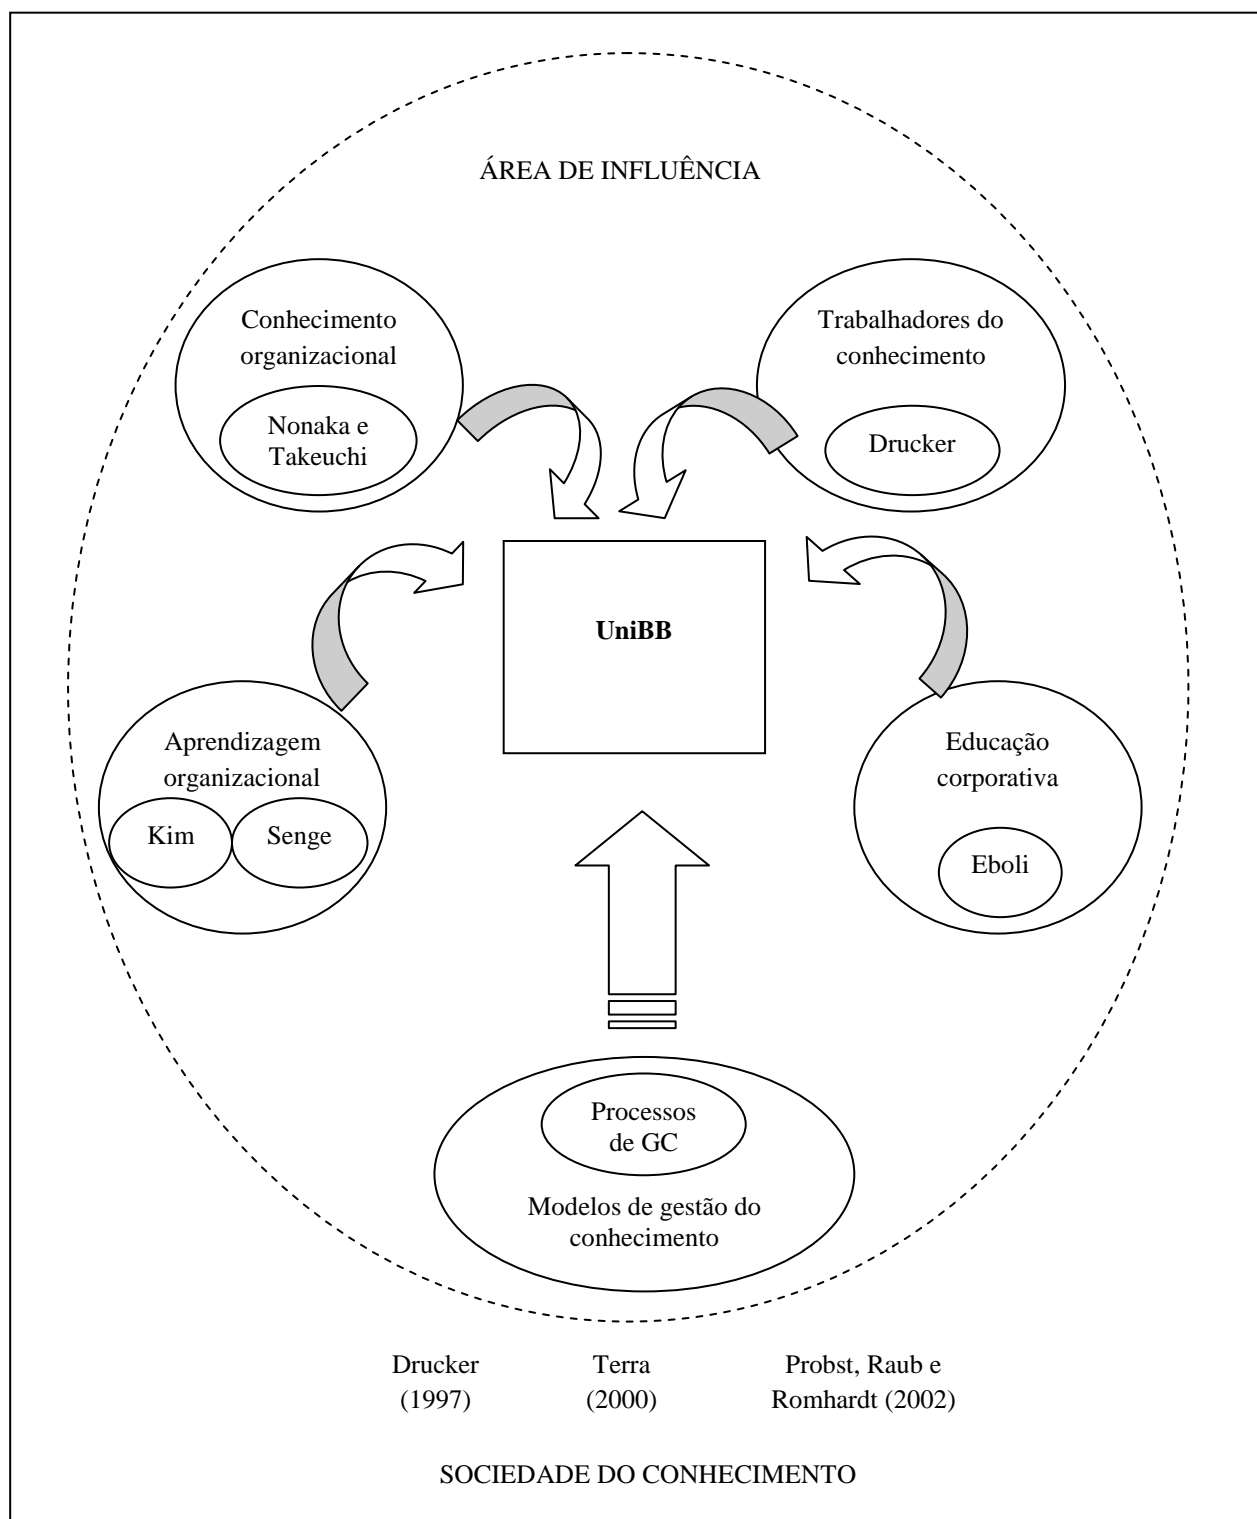 ÁREA DE INFLUÊNCIA
Conhecimento
organizacional
Nonaka e
Takeuchi
Trabalhadores do
conhecimento
Drucker
UniBB
Aprendizagem
organizacional
Kim
Senge
Educação
corporativa
Eboli
Processos
de GC
Modelos de gestão do
conhecimento
Drucker
(1997)
Terra
(2000)
Probst, Raub e
Romhardt (2002)
SOCIEDADE DO CONHECIMENTO